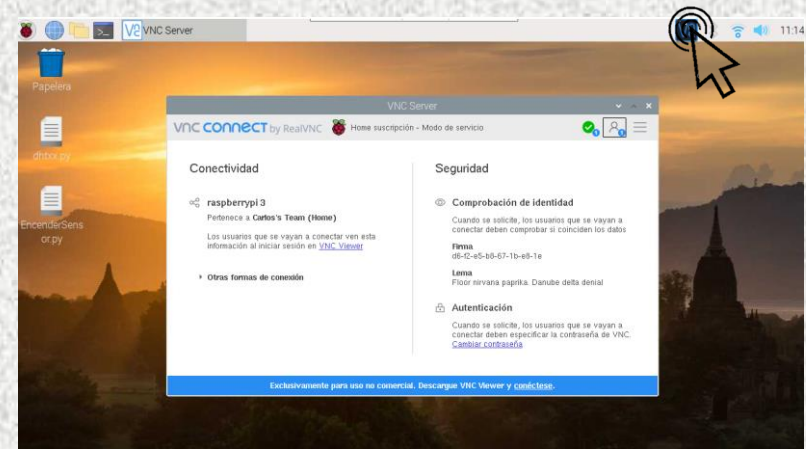 VNC Server
11:14
Papelera
dhtxx.py
EncenderSens
or.py
VNC Server
VNC CONNECT by RealVNC
Home suscripción - Modo de servicio
Conectividad
raspberrypi 3
Pertenece a Carlos's Team (Home)
Los usuarios que se vayan a conectar ven esta
información al iniciar sesión en VNC Viewer
Otras formas de conexión
Seguridad
Comprobación de identidad
Cuando se solicite, los usuarios que se vayan a
conectar deben comprobar si coinciden los datos
Firma
d6-f2-e5-b8-67-1b-e8-1e
Lema
Floor nirvana paprika. Danube delta denial
Autenticación
Cuando se solicite, los usuarios que se vayan a
conectar deben especificar la contraseña de VNC.
Cambiar contraseña
Exclusivamente para uso no comercial. Descargue VNC Viewer y conéctese.